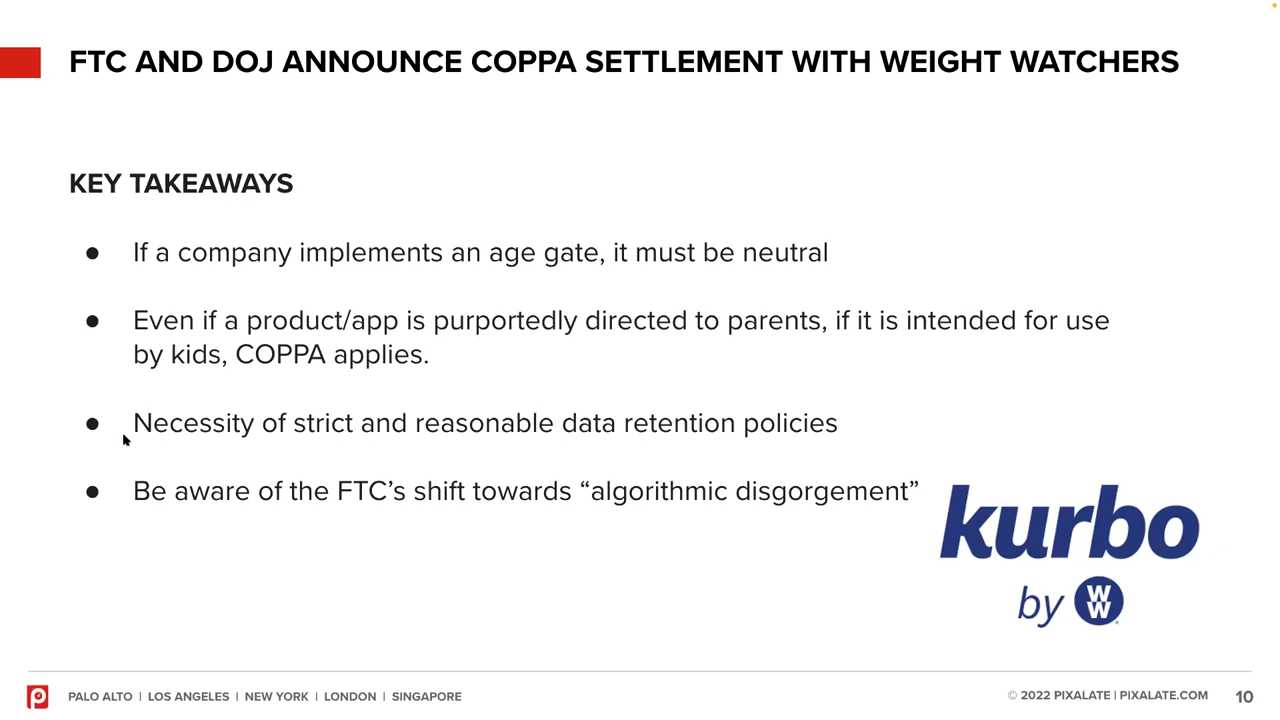 FTC AND DOJ ANNOUNCE COPPA SETTLEMENT WITH WEIGHT WATCHERS
KEY TAKEAWAYS
● If a company implements an age gate, it must be neutral
● Even if a product/app is purportedly directed to parents, if it is intended for use
by kids, COPPA applies.
● Necessity of strict and reasonable data retention policies
● Be aware of the FTC’s shift towards “algorithmic disgorgement”
kurbo
by WW
PALO ALTO | LOS ANGELES | NEW YORK | LONDON | SINGAPORE
© 2022 PIXALATE | PIXALATE.COM 10